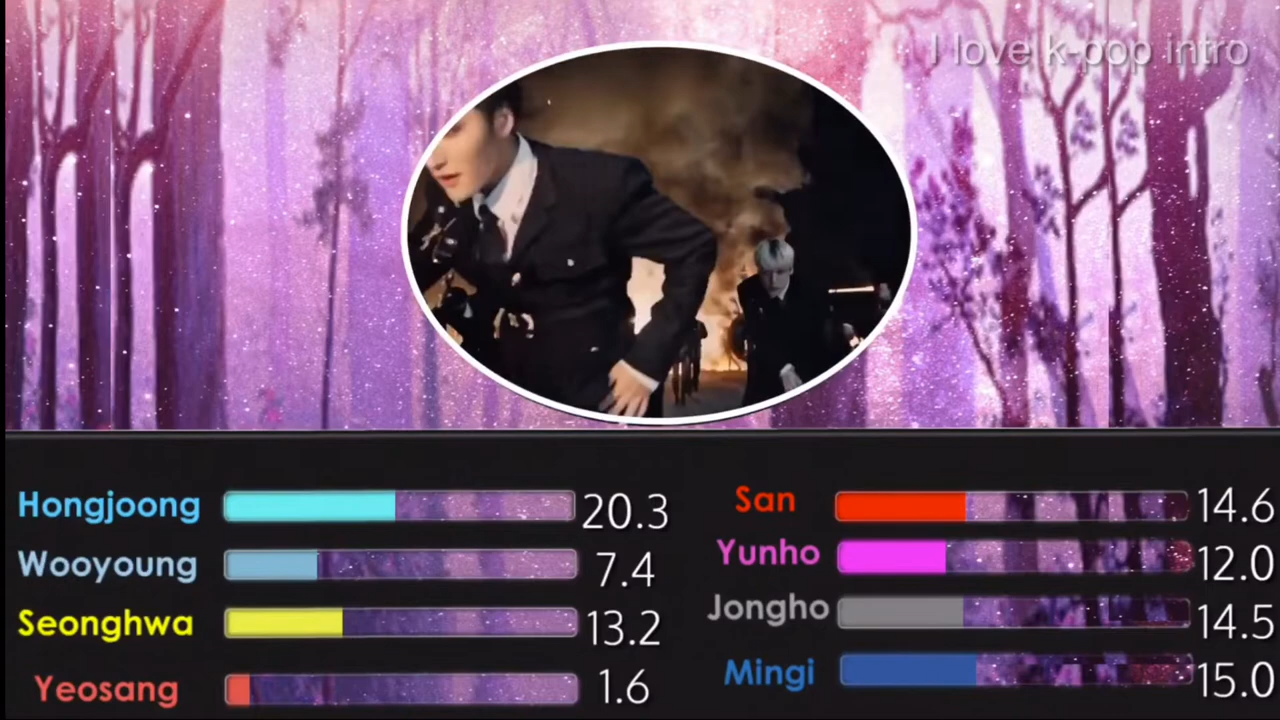 I love k-pop intro
Hongjoong 20.3
Wooyoung 7.4
Seonghwa 13.2
Yeosang 1.6
San 14.6
Yunho 12.0
Jongho 14.5
Mingi 15.0